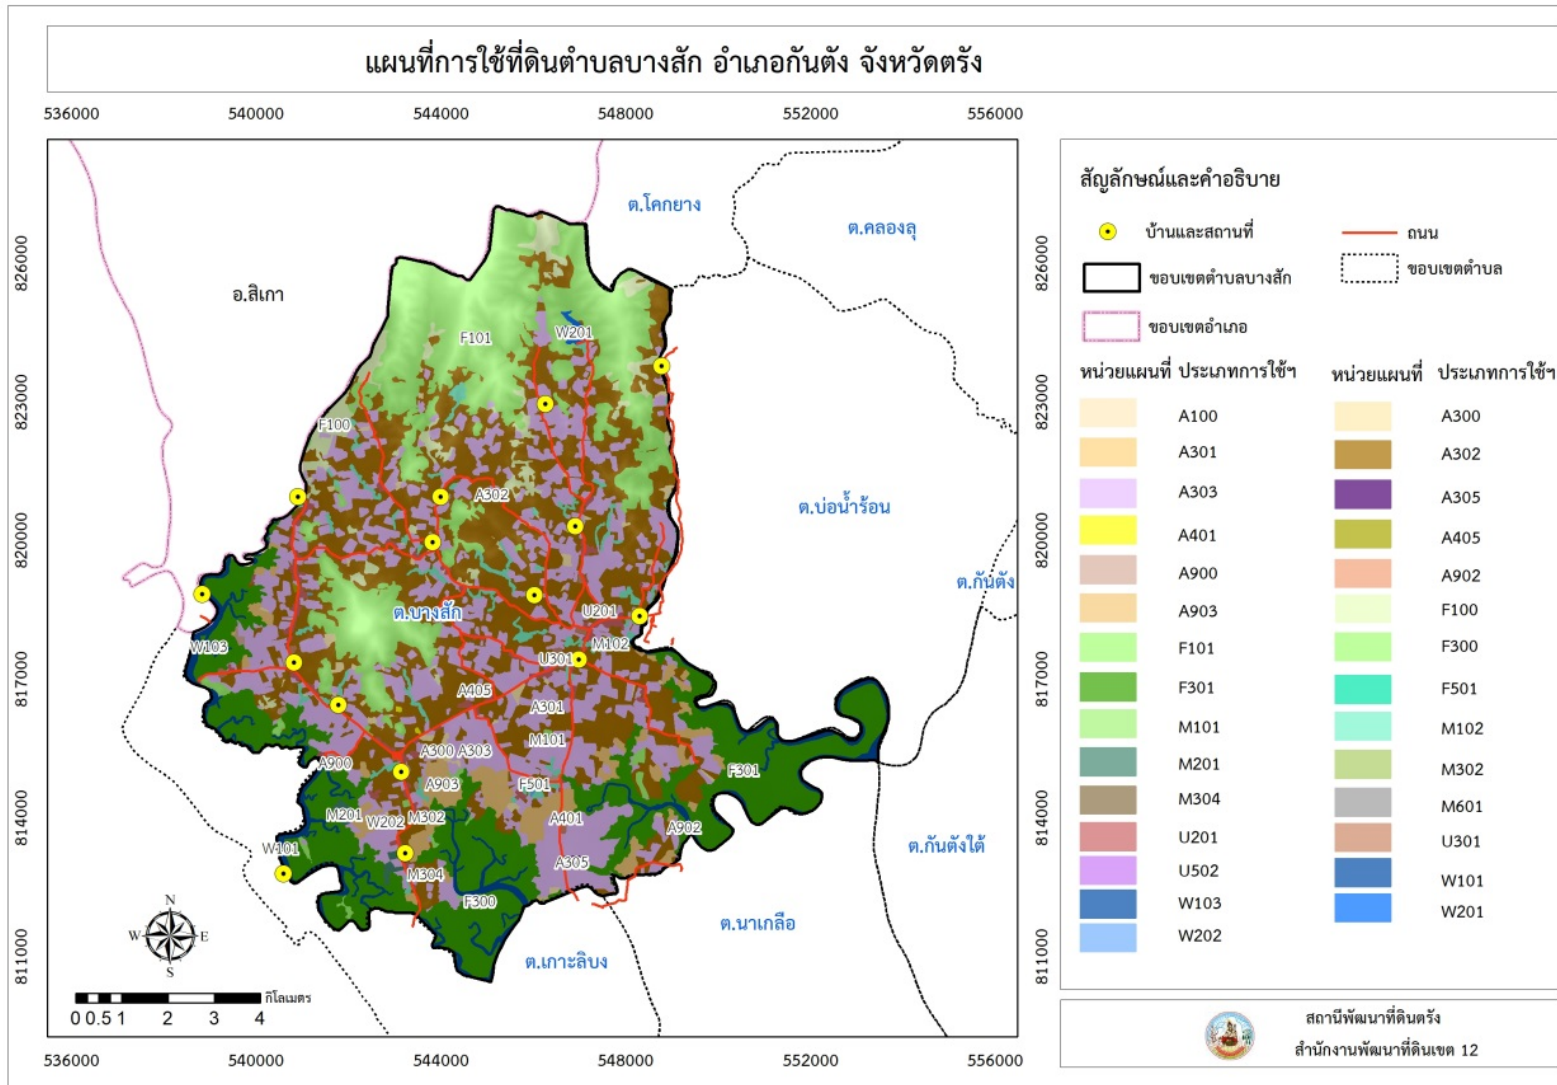 แผนที่การใช้ที่ดินตำบลบางสัก อำเภอกันตัง จังหวัดตรัง
536000 540000 544000 548000 552000 556000
826000
823000
820000
817000
814000
811000
ต.โคกยาง
ต.คลองลุ
อ.สิเกา
F101
W201
F100
A302
ต.บ่อน้ำร้อน
ต.กันตัง
ต.บางสัก
U201
M102
W103
U301
A405
A301
A300
A303
M101
A900
A903
F501
F301
M201
W202
M302
A401
A902
ต.กันตังใต้
W101
A305
M304
F300
ต.นาเกลือ
ต.เกาะลิบง
N
W E
S
กิโลเมตร
0 0.5 1 2 3 4
536000 540000 544000 548000 552000 556000
826000
823000
820000
817000
814000
811000
สัญลักษณ์และคำอธิบาย
บ้านและสถานที่ ถนน
ขอบเขตตำบลบางสัก ขอบเขตตำบล
ขอบเขตอำเภอ
หน่วยแผนที่ ประเภทการใช้ฯ หน่วยแผนที่ ประเภทการใช้ฯ
A100 A300
A301 A302
A303 A305
A401 A405
A900 A902
A903 F100
F101 F300
F301 F501
M101 M102
M201 M302
M304 M601
U201 U301
U502 W101
W103 W201
W202
สถานีพัฒนาที่ดินตรัง
สำนักงานพัฒนาที่ดินเขต 12